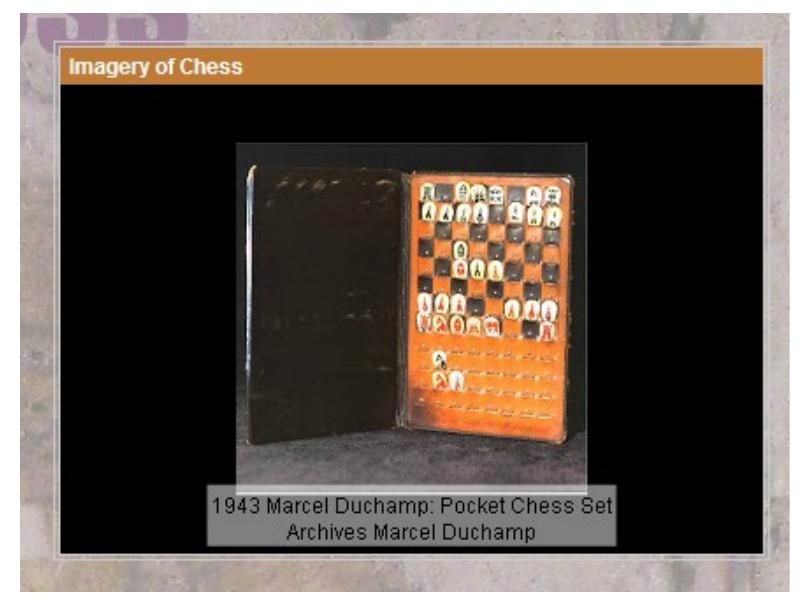 Imagery of Chess
1943 Marcel Duchamp: Pocket Chess Set
Archives Marcel Duchamp